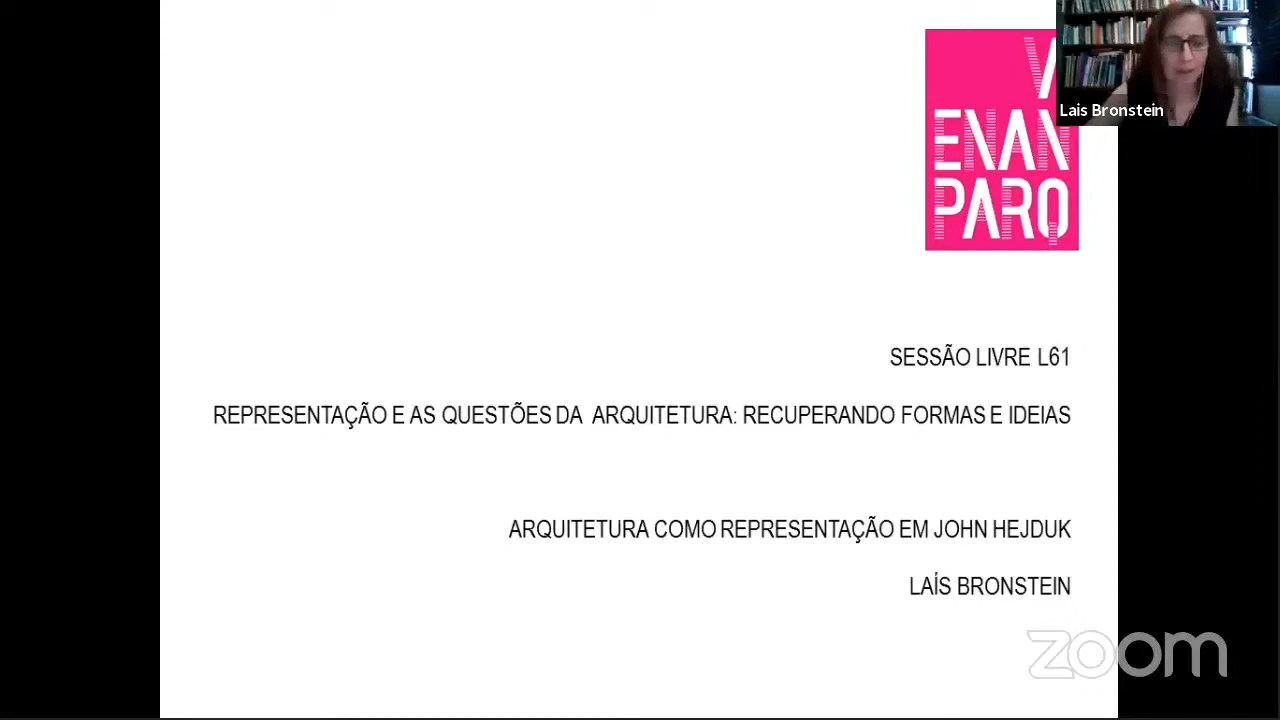 V
ENAN
PARQ
Lais Bronstein
SESSÃO LIVRE L61
REPRESENTAÇÃO E AS QUESTÕES DA ARQUITETURA: RECUPERANDO FORMAS E IDEIAS
ARQUITETURA COMO REPRESENTAÇÃO EM JOHN HEJDUK
LAÍS BRONSTEIN
zoom